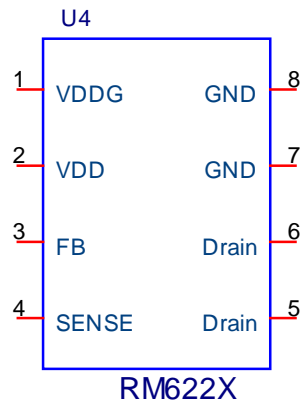 U4
1 VDDG GND 8
2 VDD GND 7
3 FB Drain 6
4 SENSE Drain 5
RM622X